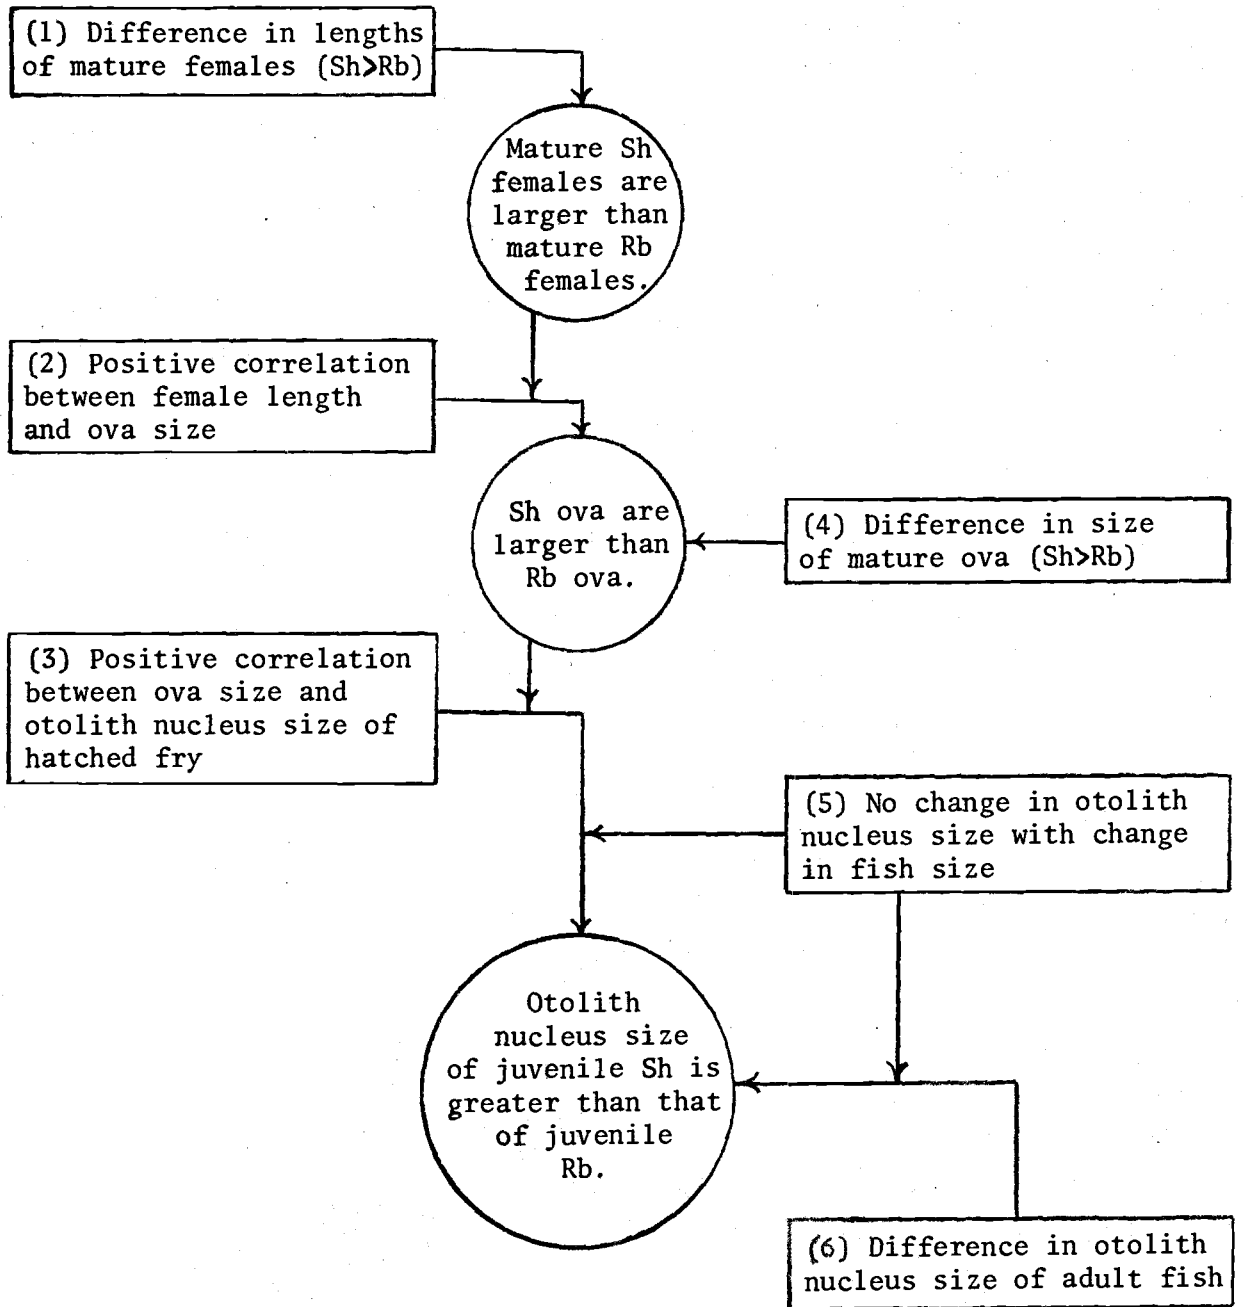 (1) Difference in lengths
of mature females (Sh>Rb)
Mature Sh
females are
larger than
mature Rb
females.
(2) Positive correlation
between female length
and ova size
Sh ova are
larger than
Rb ova.
(4) Difference in size
of mature ova (Sh>Rb)
(3) Positive correlation
between ova size and
otolith nucleus size of
hatched fry
(5) No change in otolith
nucleus size with change
in fish size
Otolith
nucleus size
of juvenile Sh is
greater than that
of juvenile
Rb.
(6) Difference in otolith
nucleus size of adult fish